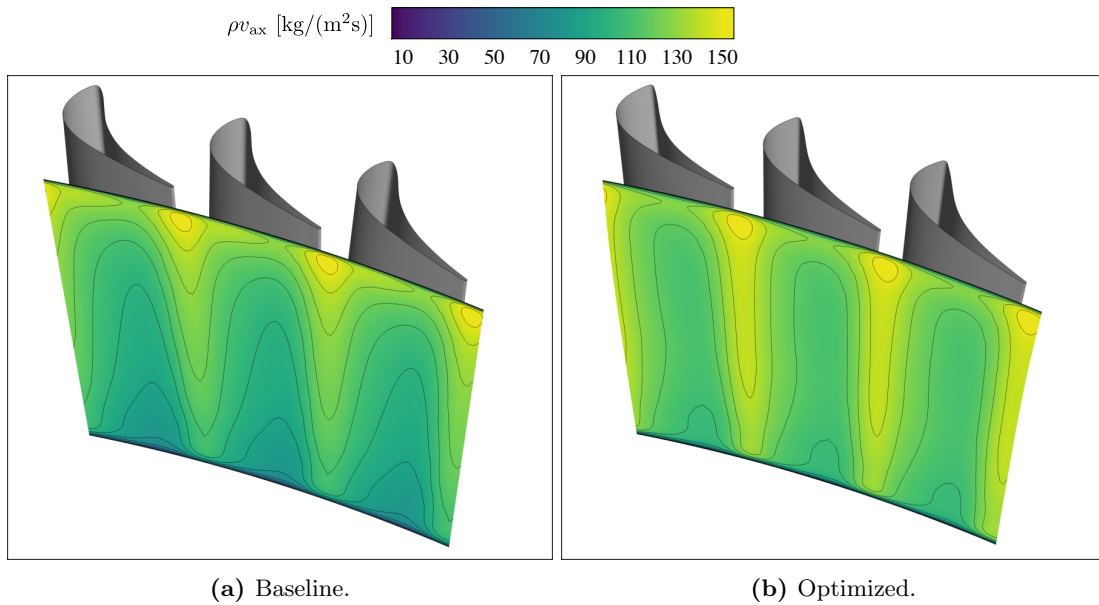 ρv_ax [kg/(m²s)]
10 30 50 70 90 110 130 150
(a) Baseline.
(b) Optimized.